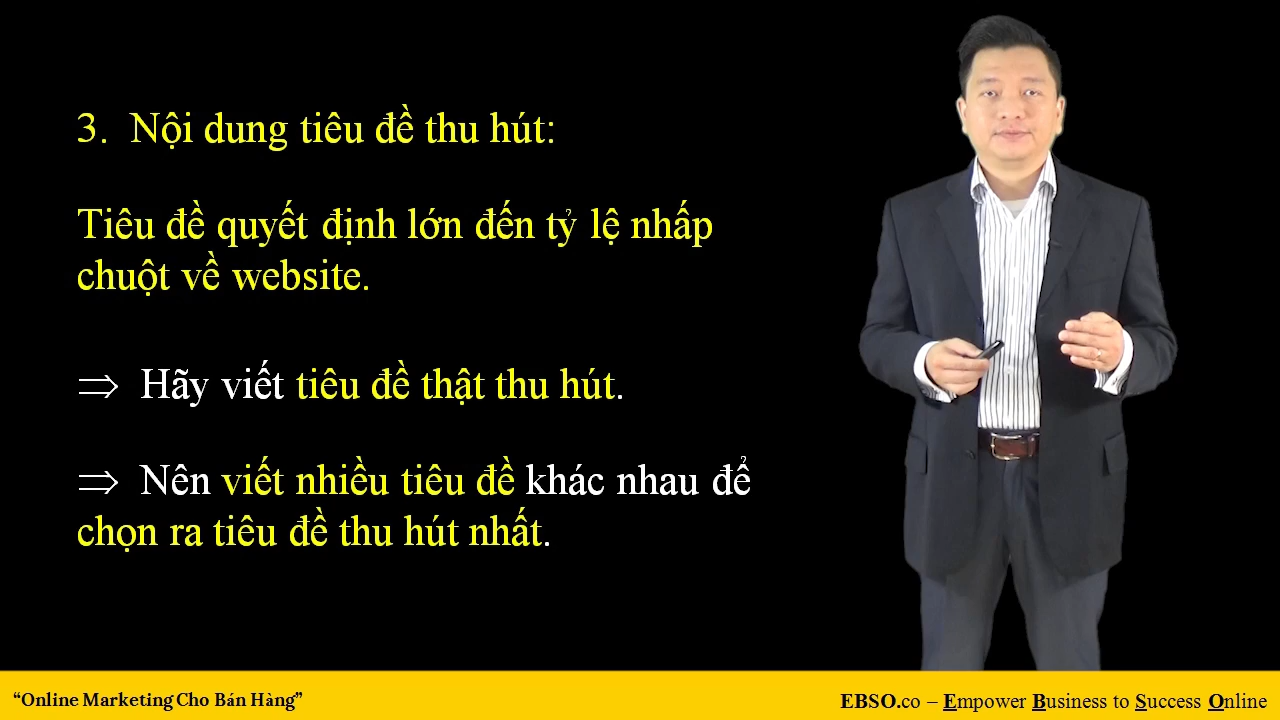 3. Nội dung tiêu đề thu hút:
Tiêu đề quyết định lớn đến tỷ lệ nhấp
chuột về website.
⇒ Hãy viết tiêu đề thật thu hút.
⇒ Nên viết nhiều tiêu đề khác nhau để
chọn ra tiêu đề thu hút nhất.
“Online Marketing Cho Bán Hàng”
EBSO.co – Empower Business to Success Online